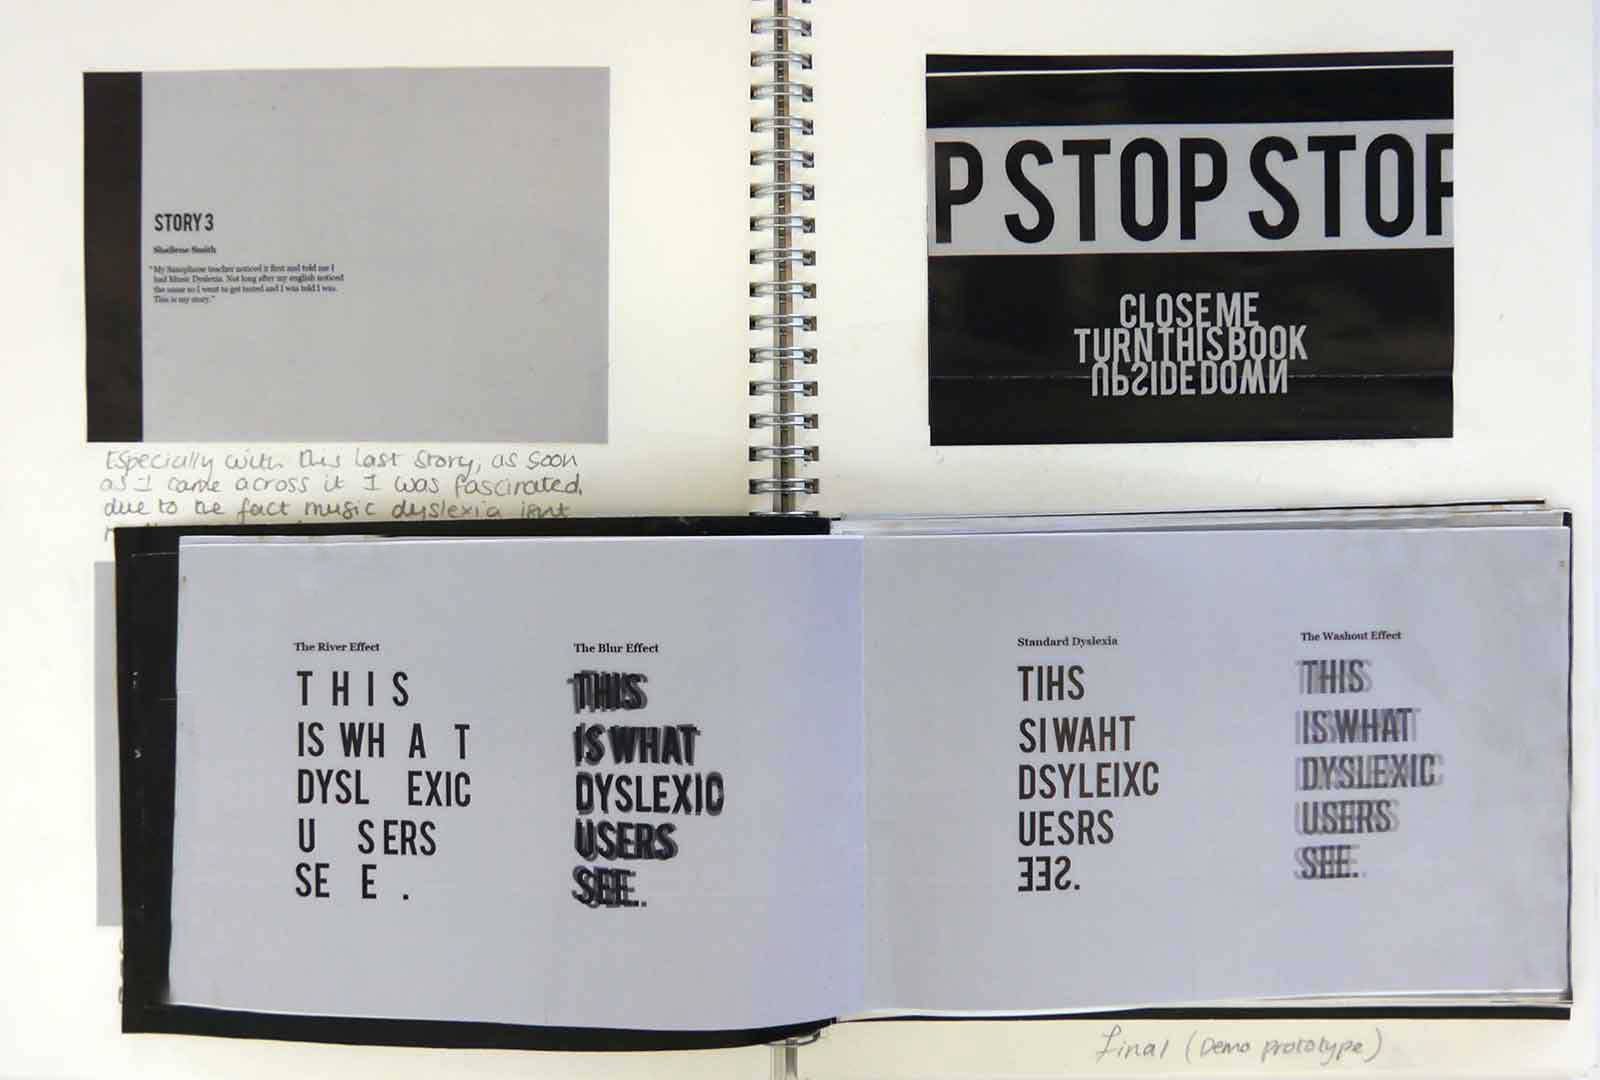 STORY 3
Shellene Smith
"My Saxophone teacher noticed it first and told me I
had Music Dyslexia. Not long after my english noticed
the same so I went to get tested and I was told I was.
This is my story."
Especially with this last story, as soon
as I came across it I was fascinated,
due to the fact music dyslexia isnt
P STOP STOP
CLOSE ME
TURN THIS BOOK
UPSIDE DOWN
The River Effect
T H I S
IS WH A T
DYSL EXIC
U S ERS
SE E .
The Blur Effect
THIS
IS WHAT
DYSLEXIC
USERS
SEE.
Standard Dyslexia
TIHS
SI WAHT
DSYLEIXC
UESRS
SEE.
The Washout Effect
THIS
IS WHAT
DYSLEXIC
USERS
SEE.
final (Demo prototype)